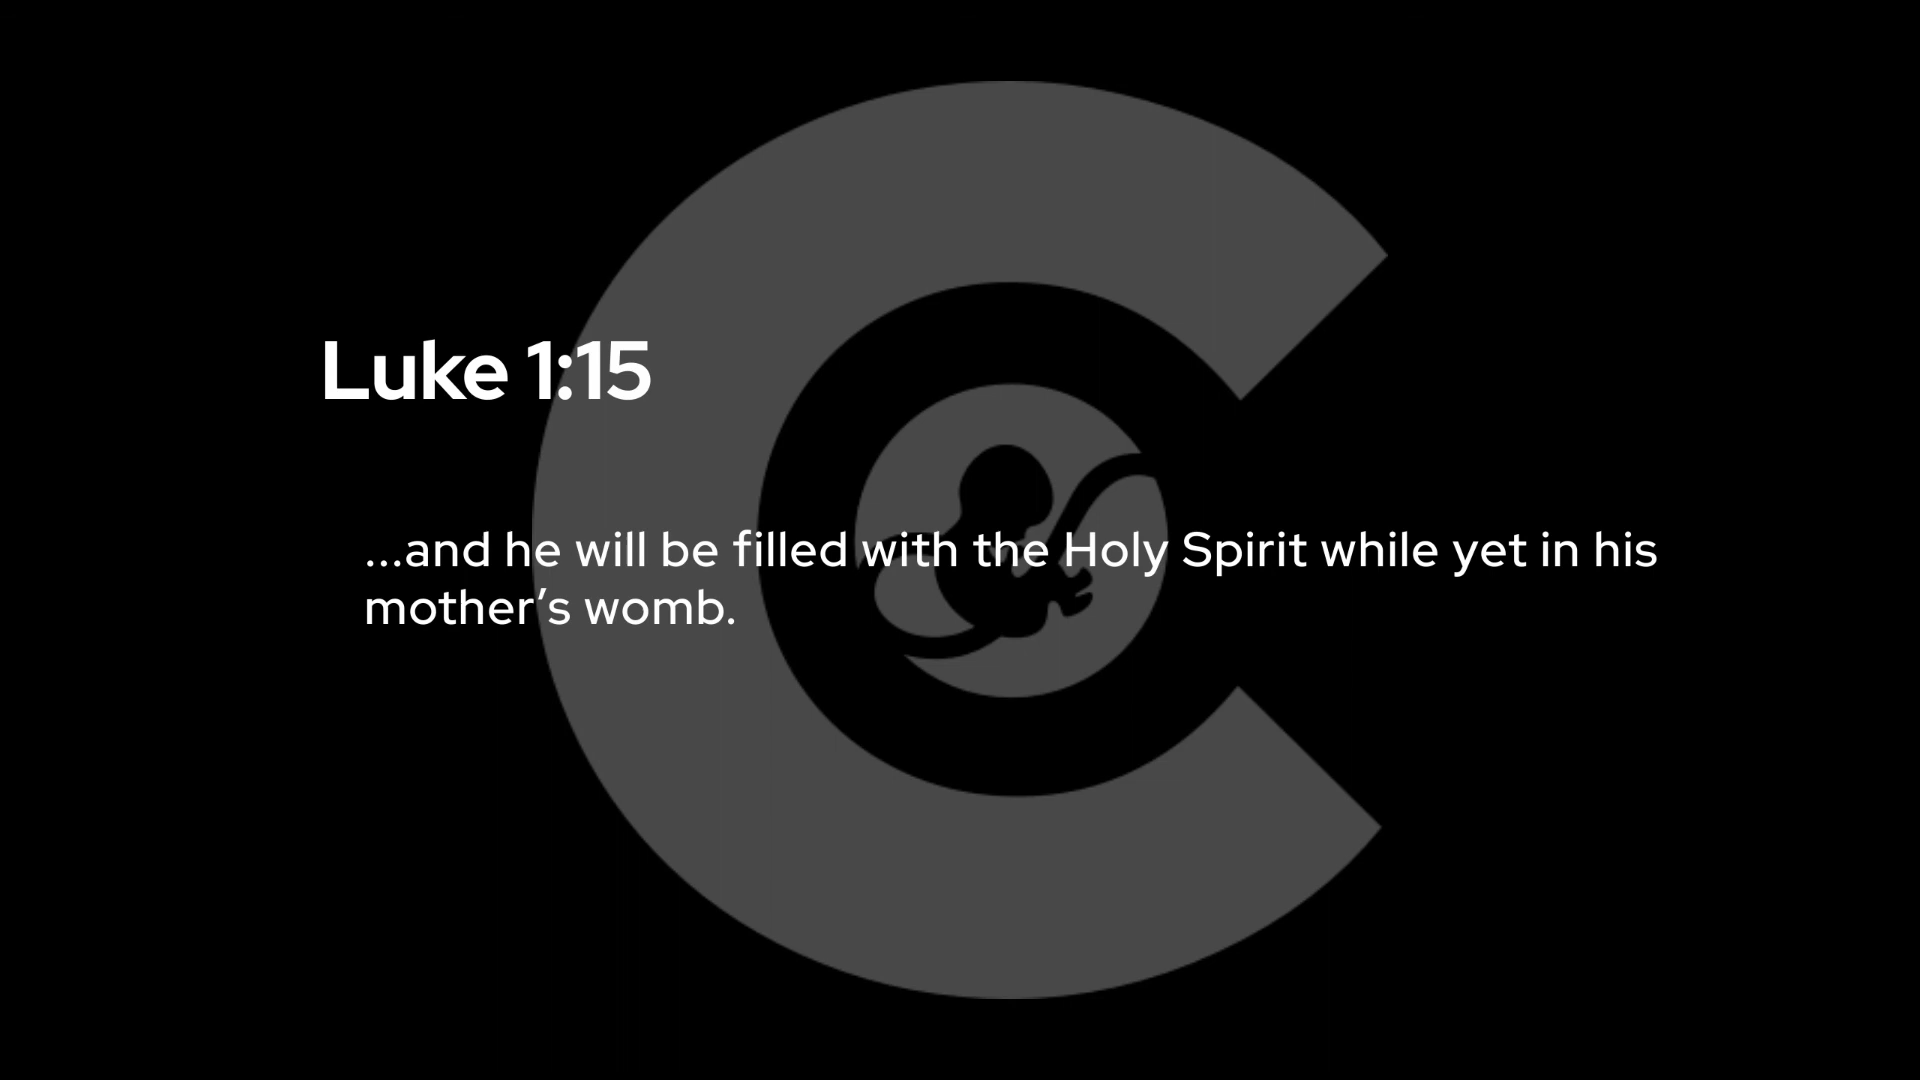 Luke 1:15
...and he will be filled with the Holy Spirit while yet in his
mother’s womb.